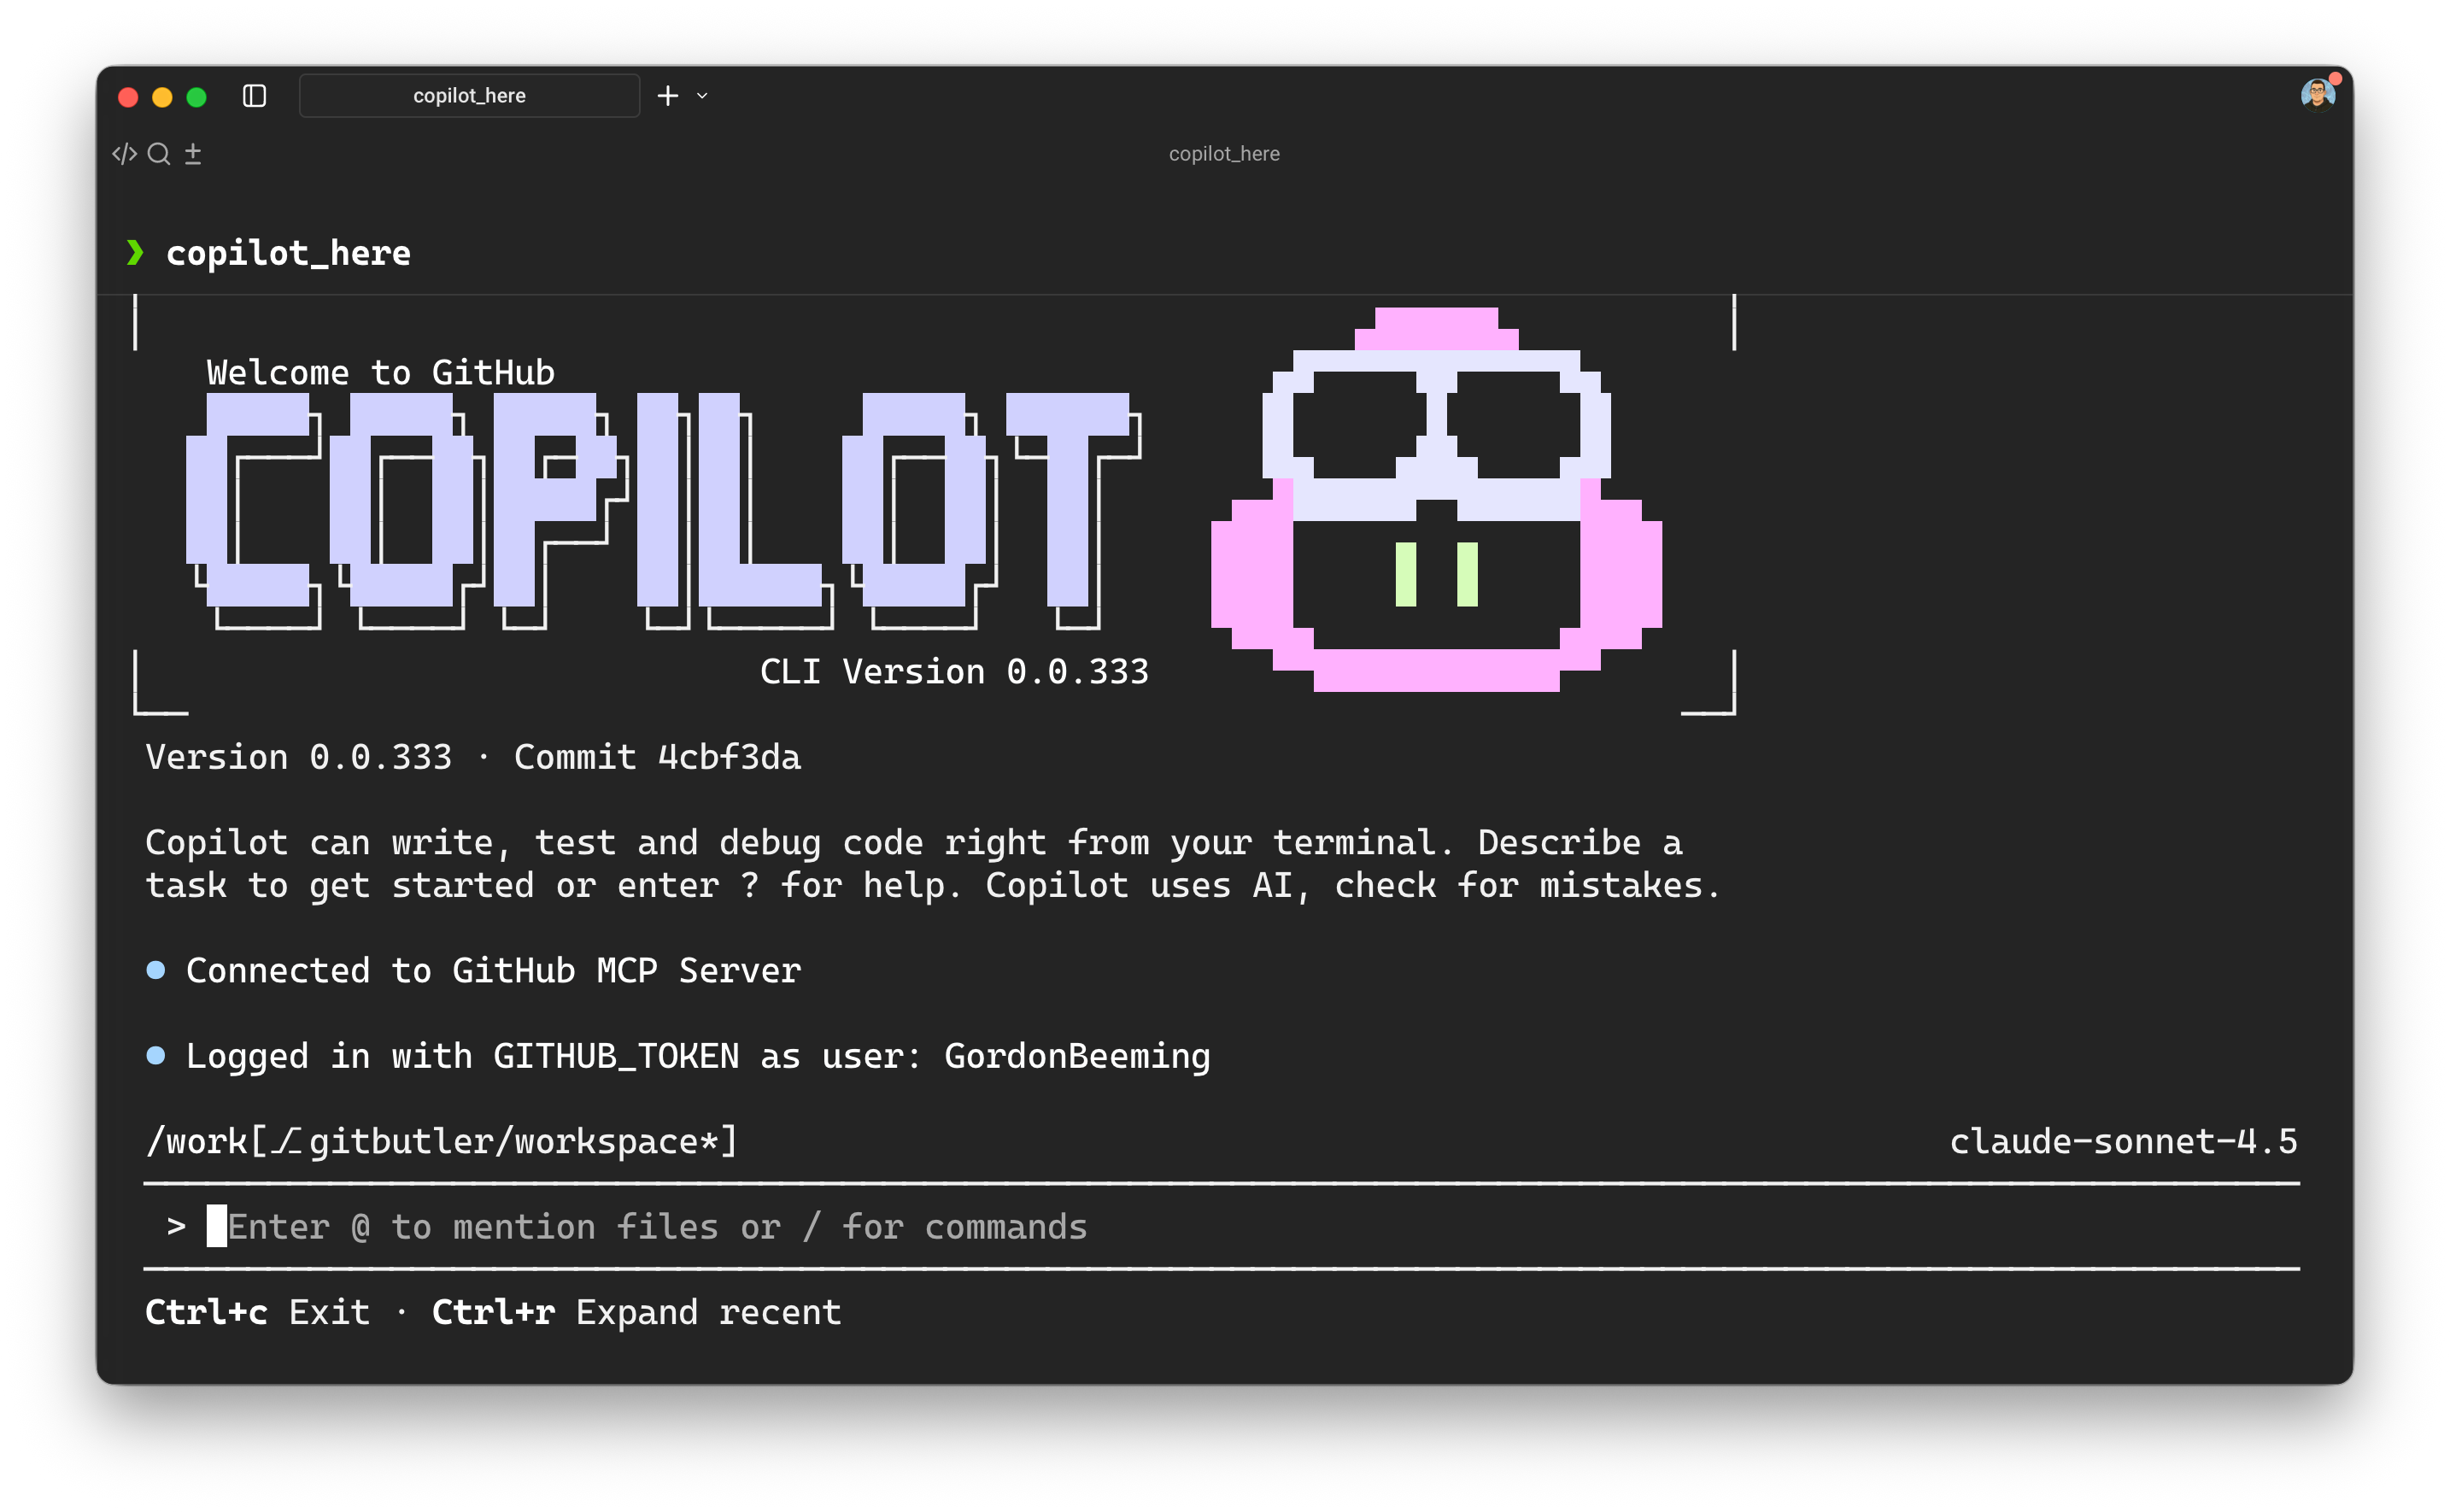 copilot_here
copilot_here
❯ copilot_here
Welcome to GitHub
COPILOT
CLI Version 0.0.333
Version 0.0.333 · Commit 4cbf3da
Copilot can write, test and debug code right from your terminal. Describe a
task to get started or enter ? for help. Copilot uses AI, check for mistakes.
● Connected to GitHub MCP Server
● Logged in with GITHUB_TOKEN as user: GordonBeeming
/work[⎇gitbutler/workspace*] claude-sonnet-4.5
> Enter @ to mention files or / for commands
Ctrl+c Exit · Ctrl+r Expand recent